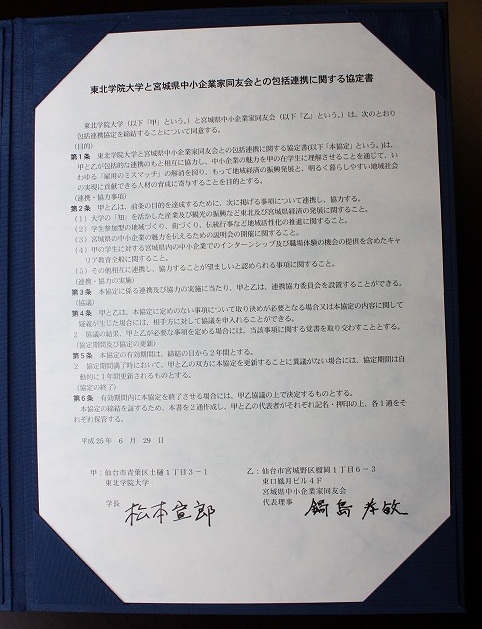 東北学院大学と宮城県中小企業家同友会との包括連携に関する協定書
東北学院大学（以下「甲」という。）と宮城県中小企業家同友会（以下「乙」という。）は、次のとおり
包括連携協定を締結することについて同意する。
(目的)
第１条　東北学院大学と宮城県中小企業家同友会との包括連携に関する協定書(以下「本協定」という。)は、
甲と乙が包括的な連携のもと相互に協力し、中小企業の魅力を甲の在学生に理解させることを通じて、い
わゆる「雇用のミスマッチ」の解消を図り、もって地域経済の振興発展と、明るく暮らしやすい地域社会
の実現に貢献できる人材の育成に寄与することを目的とする。
(連携・協力事項)
第２条　甲と乙は、前条の目的を達成するために、次に掲げる事項について連携し、協力する。
(1) 大学の「知」を活かした産業及び観光の振興など東北及び宮城県経済の発展に関すること。
(2) 学生参加型の地域づくり、街づくり、伝統行事など地域活性化の推進に関すること。
(3) 宮城県の中小企業の魅力を伝えるための説明会の開催に関すること。
(4) 甲の学生に対する宮城県内の中小企業でのインターンシップ及び職場体験の機会の提供を含めたキャ
リア教育全般に関すること。
(5) その他相互に連携し、協力することが望ましいと認められる事項に関すること。
(連携・協力の実施)
第３条　本協定に係る連携及び協力の実施に当たり、甲と乙は、連携協力委員会を設置することができる。
(協議)
第４条　甲と乙は、本協定に定めのない事項について取り決めが必要となる場合又は本協定の内容に関して
疑義が生じた場合には、相手方に対して協議を申入れることができる。
２　協議の結果、甲と乙が必要な事項を定める場合には、当該事項に関する覚書を取り交わすこととする。
(協定期間及び協定の更新)
第５条　本協定の有効期間は、締結の日から２年間とする。
２　協定期間満了時において、甲と乙の双方に本協定を更新することに異議がない場合には、協定期間は自
動的に１年間更新されるものとする。
(協定の終了)
第６条　有効期間内に本協定を終了させる場合には、甲乙協議の上で決定するものとする。
本協定の締結を証するため、本書を２通作成し、甲と乙の代表者がそれぞれ記名・押印の上、各１通をそ
れぞれ保管する。
平成25年　6月　29日
甲：仙台市青葉区土樋１丁目３−１
東北学院大学
学長　松本宣郎
乙：仙台市宮城野区榴岡１丁目６−３
東口鳳月ビル４Ｆ
宮城県中小企業家同友会
代表理事　鍋島孝敏